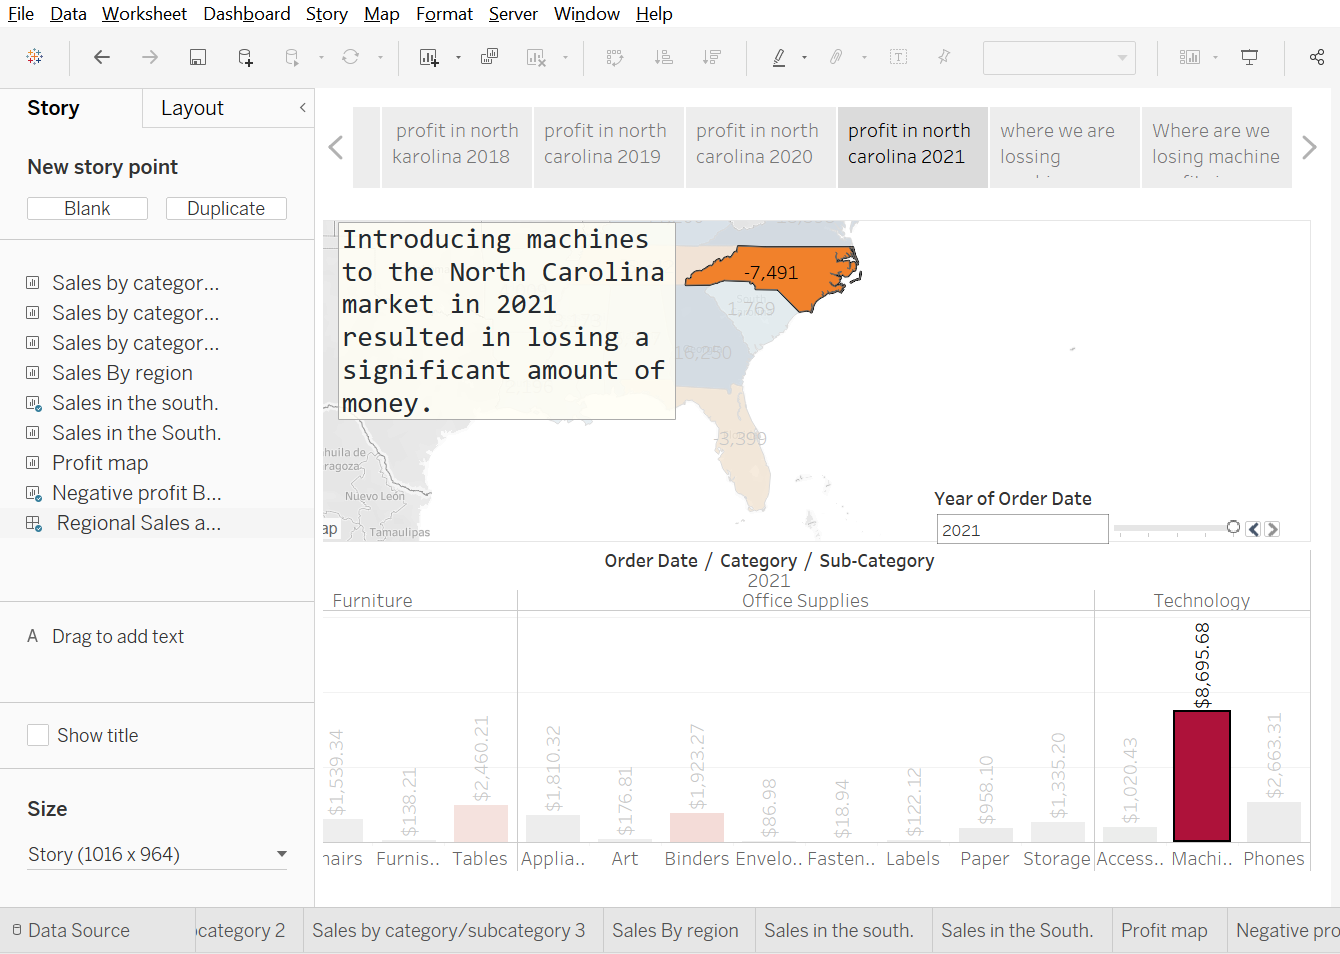 File Data Worksheet Dashboard Story Map Format Server Window Help
Story Layout
New story point
Blank Duplicate
Sales by categor...
Sales by categor...
Sales by categor...
Sales By region
Sales in the south.
Sales in the South.
Profit map
Negative profit B...
Regional Sales a...
A Drag to add text
Show title
Size
Story (1016 x 964)
profit in north
karolina 2018
profit in north
carolina 2019
profit in north
carolina 2020
profit in north
carolina 2021
where we are
lossing
Where are we
losing machine
Introducing machines
to the North Carolina
market in 2021
resulted in losing a
significant amount of
money.
-7,491
1,769
-3,399
Nuevo León
Tamaulipas
Year of Order Date
2021
Order Date / Category / Sub-Category
2021
Furniture Office Supplies Technology
$1,539.34 $138.21 $2,460.21 $1,810.32 $176.81 $1,923.27 $86.98 $18.94 $122.12 $958.10 $1,335.20 $1,020.43 $8,695.68 $2,663.31
hairs Furnis.. Tables Applia.. Art Binders Envelo.. Fasten.. Labels Paper Storage Access.. Machi.. Phones
Data Source category 2 Sales by category/subcategory 3 Sales By region Sales in the south. Sales in the South. Profit map Negative pro